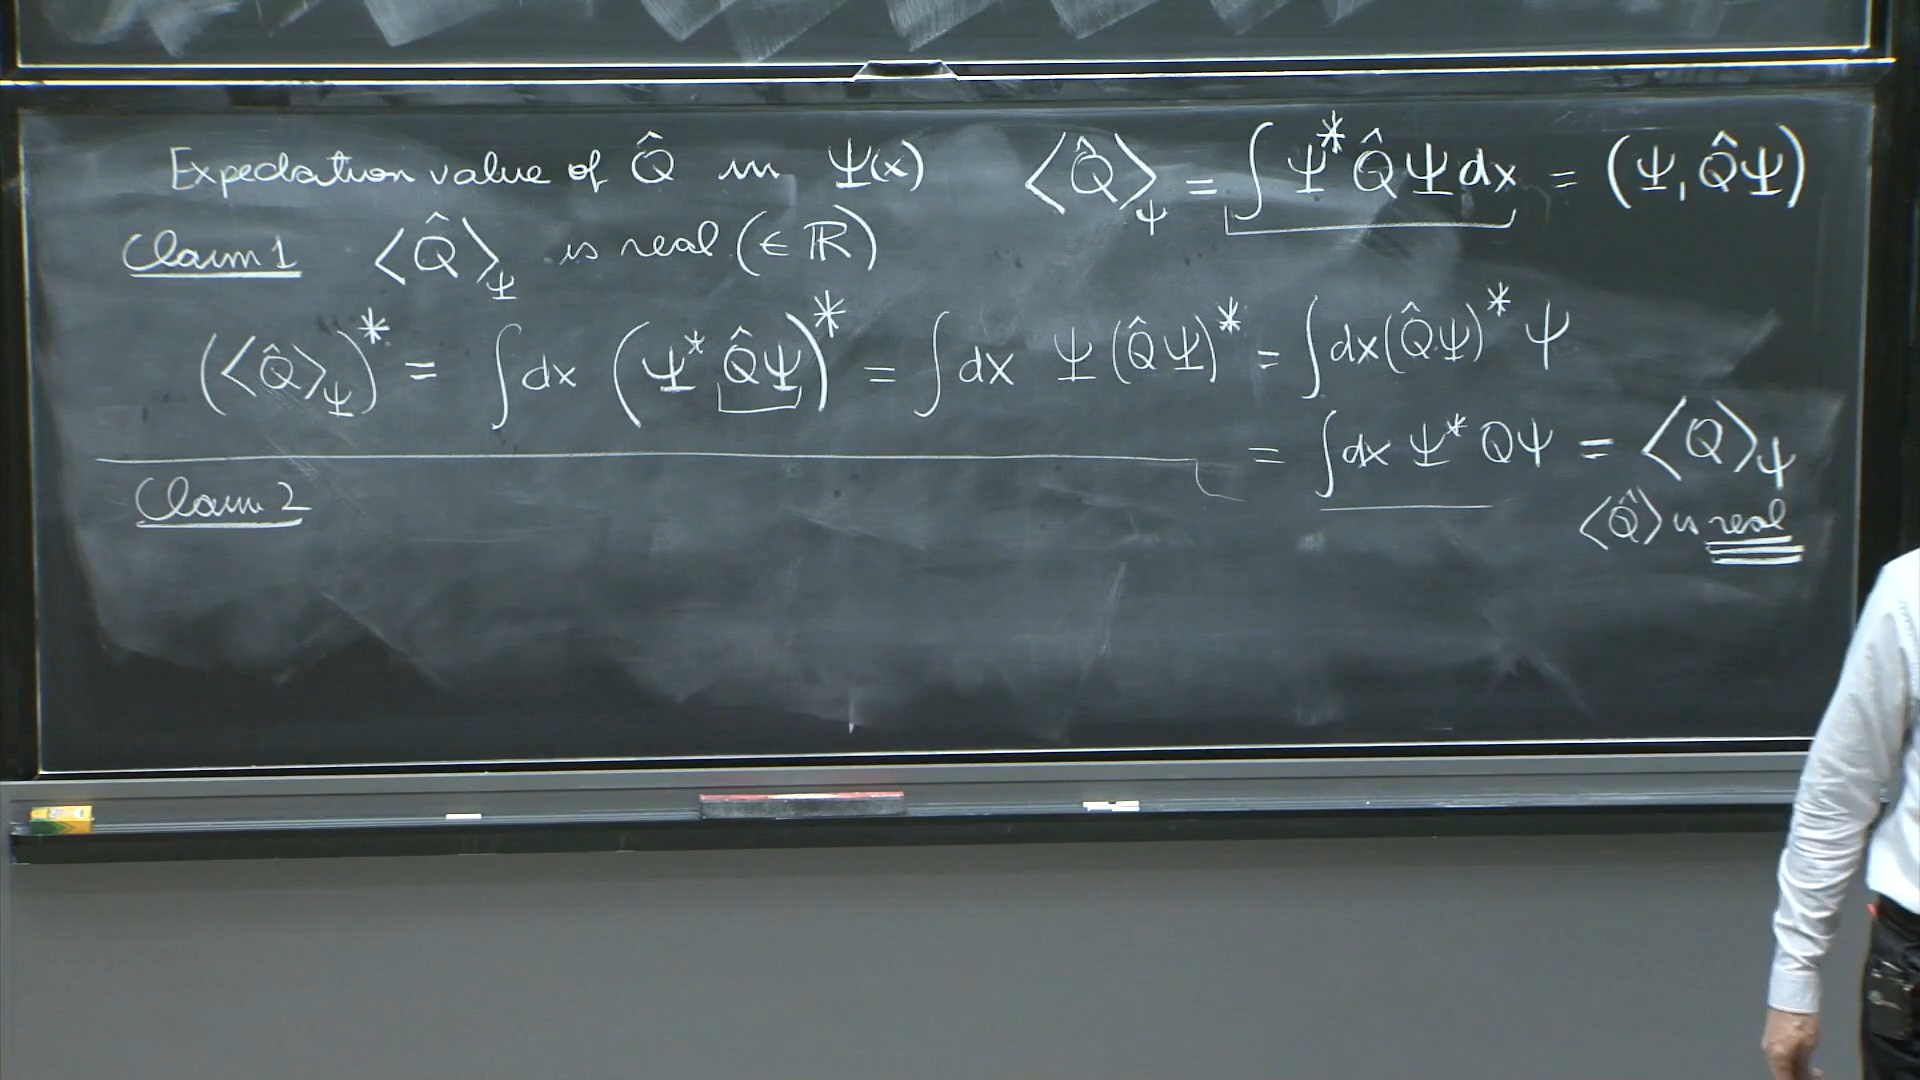 Expectation value of Q̂ in Ψ(x) ⟨Q̂⟩_Ψ = ∫ Ψ* Q̂ Ψ dx = (Ψ, Q̂Ψ)
Claim 1 ⟨Q̂⟩_Ψ is real (∈ ℝ)
(⟨Q̂⟩_Ψ)* = ∫ dx (Ψ* Q̂Ψ)* = ∫ dx Ψ (Q̂Ψ)* = ∫ dx (Q̂Ψ)* Ψ
= ∫ dx Ψ* QΨ = ⟨Q⟩_Ψ
Claim 2
⟨Q̂⟩ is real